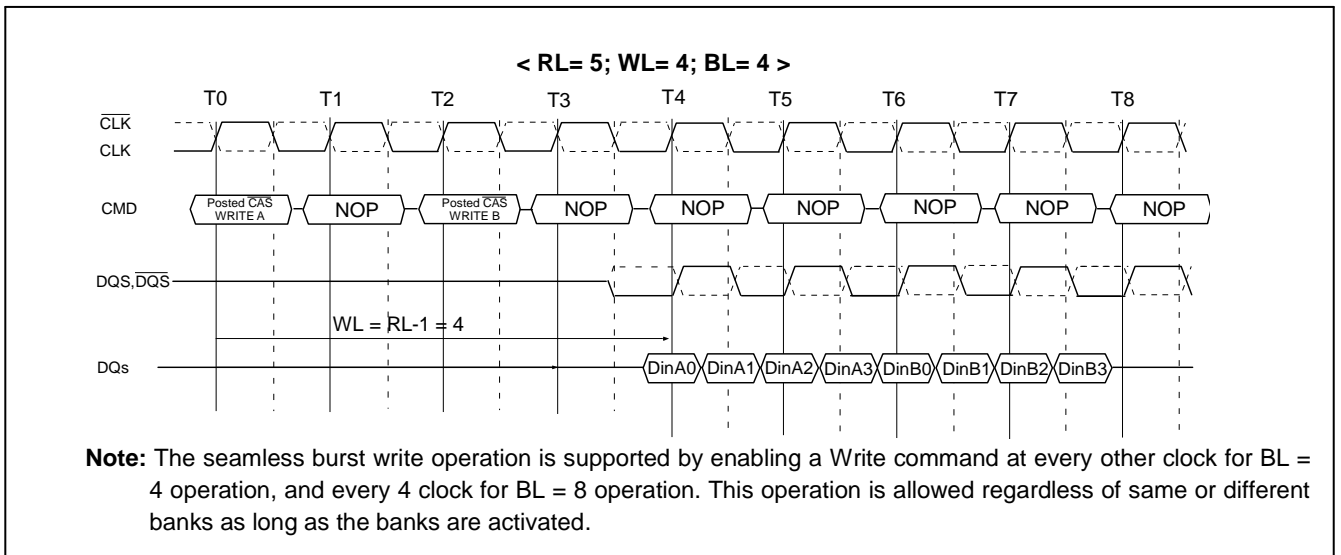 < RL= 5; WL= 4; BL= 4 >
T0 T1 T2 T3 T4 T5 T6 T7 T8
CLK
CLK
CMD
Posted CAS WRITE A
NOP
Posted CAS WRITE B
NOP
NOP
NOP
NOP
NOP
NOP
DQS,DQS
WL = RL-1 = 4
DQs
DinA0 DinA1 DinA2 DinA3 DinB0 DinB1 DinB2 DinB3
Note: The seamless burst write operation is supported by enabling a Write command at every other clock for BL =
4 operation, and every 4 clock for BL = 8 operation. This operation is allowed regardless of same or different
banks as long as the banks are activated.